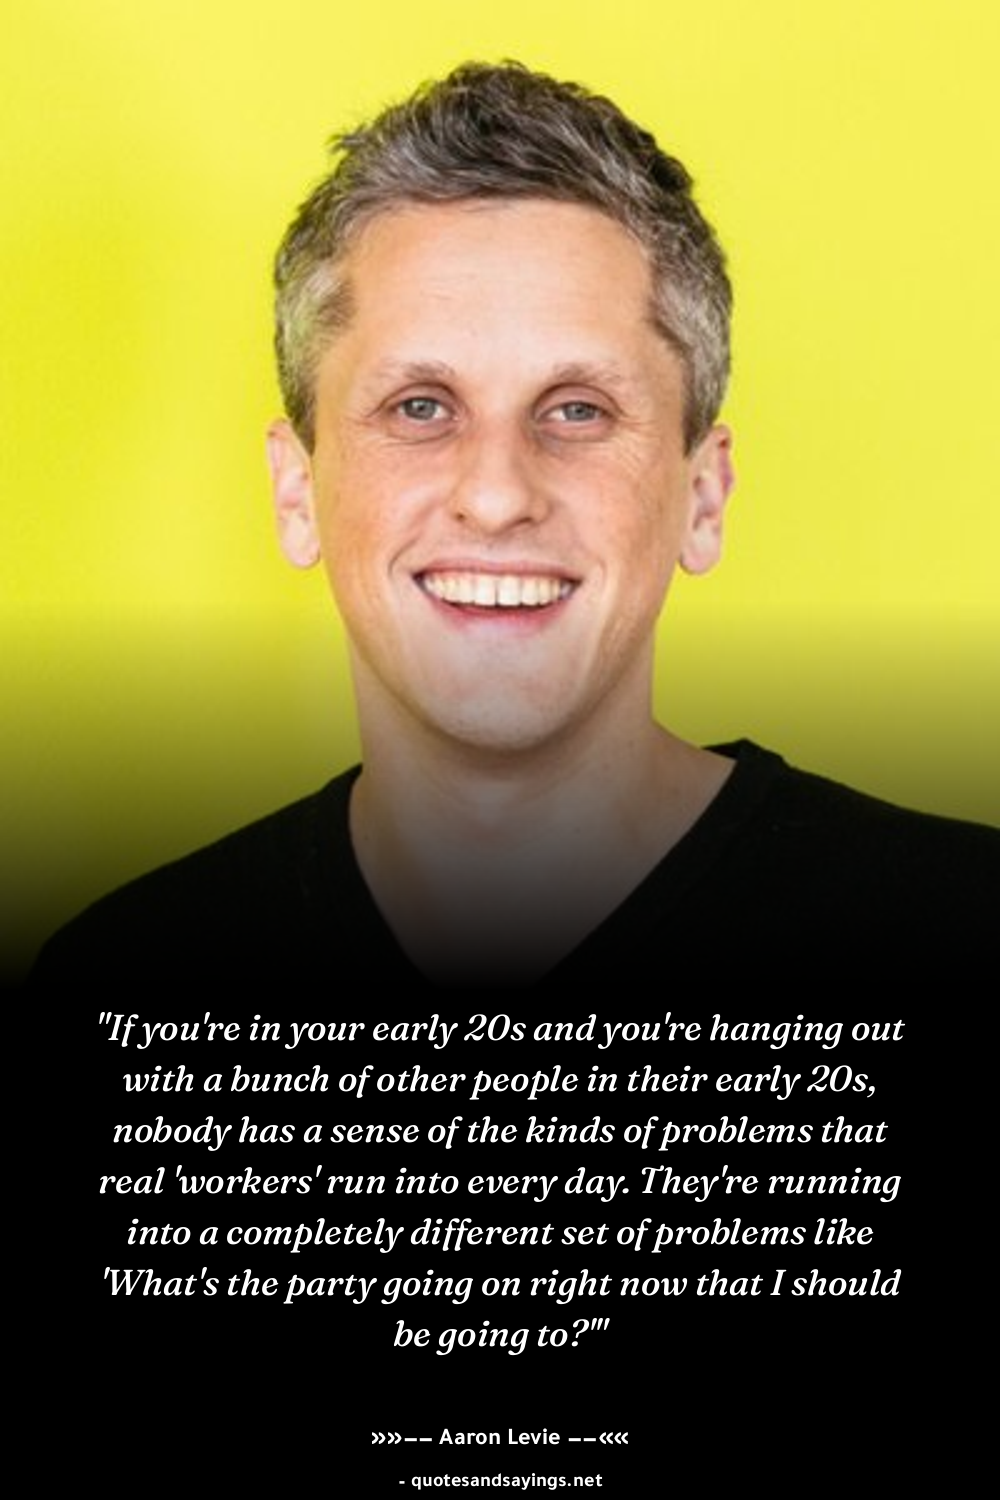 "If you're in your early 20s and you're hanging out
with a bunch of other people in their early 20s,
nobody has a sense of the kinds of problems that
real 'workers' run into every day. They're running
into a completely different set of problems like
'What's the party going on right now that I should
be going to?'"
»»−− Aaron Levie −−««
- quotesandsayings.net